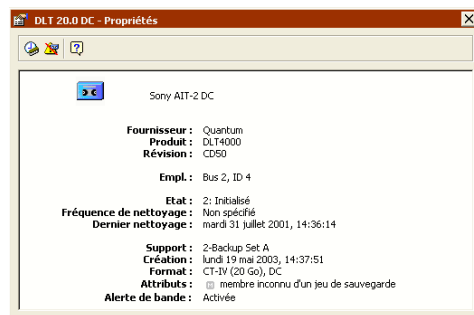 DLT 20.0 DC - Propriétés
Sony AIT-2 DC
Fournisseur : Quantum
Produit : DLT4000
Révision : CD50
Empl. : Bus 2, ID 4
Etat : 2: Initialisé
Fréquence de nettoyage : Non spécifié
Dernier nettoyage : mardi 31 juillet 2001, 14:36:14
Support : 2-Backup Set A
Création : lundi 19 mai 2003, 14:37:51
Format : CT-IV (20 Go), DC
Attributs : membre inconnu d'un jeu de sauvegarde
Alerte de bande : Activée